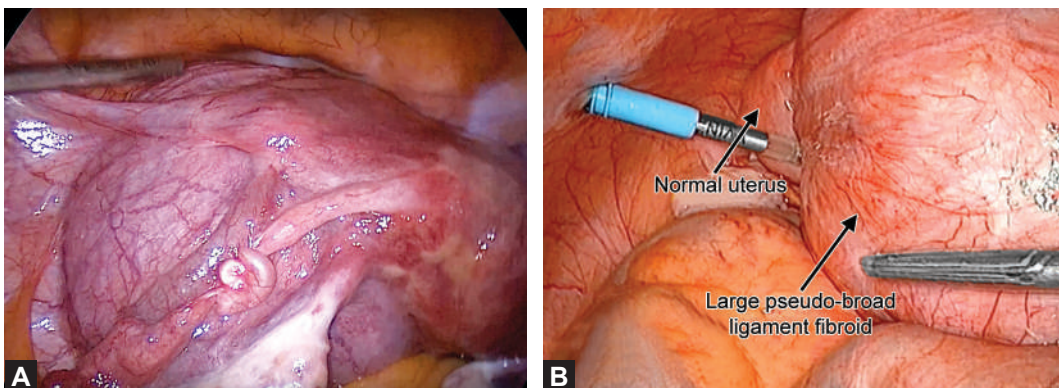 A
B
Normal uterus
Large pseudo-broad
ligament fibroid